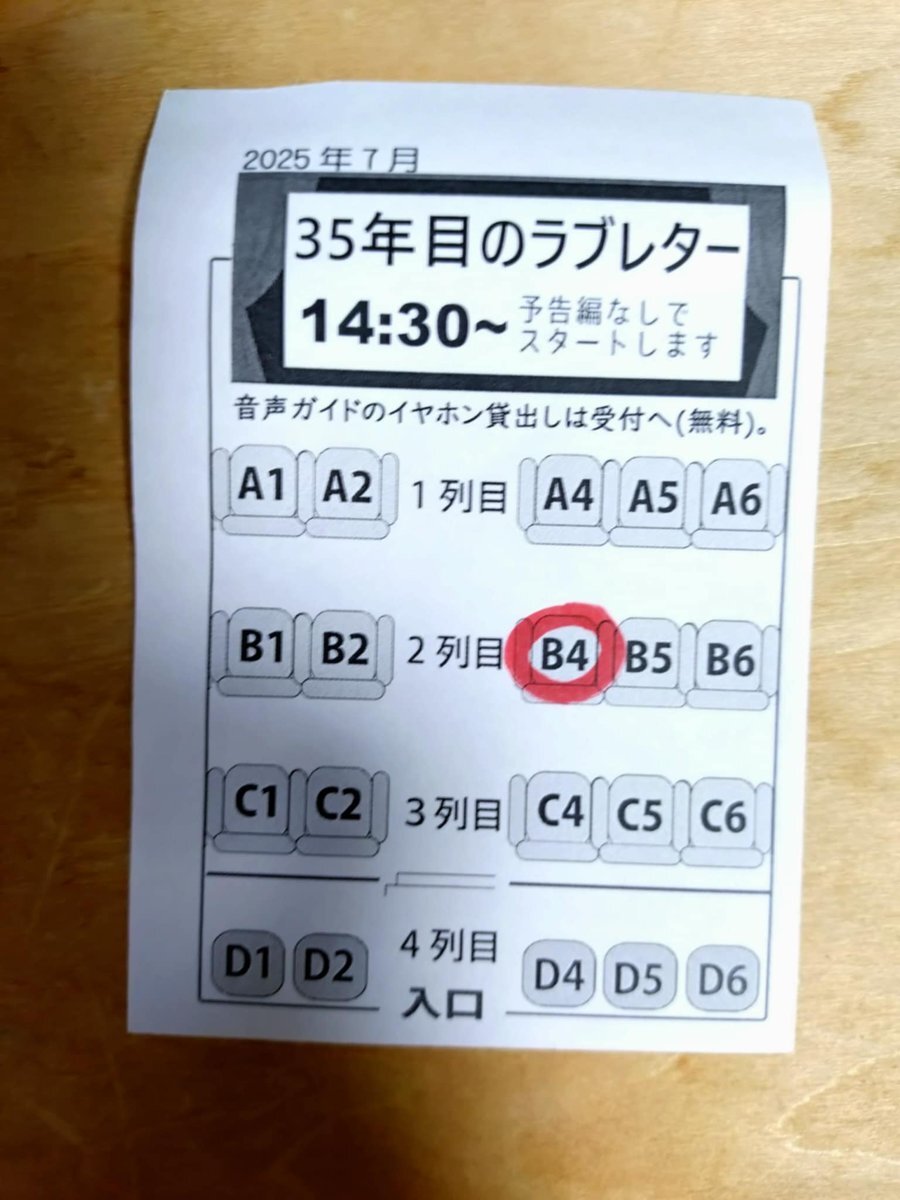 2025年7月
35年目のラブレター
14:30~ 予告編なしで
スタートします
音声ガイドのイヤホン貸出しは受付へ(無料)。
A1 A2 1列目 A4 A5 A6
B1 B2 2列目 B4 B5 B6
C1 C2 3列目 C4 C5 C6
D1 D2 4列目 D4 D5 D6
入口